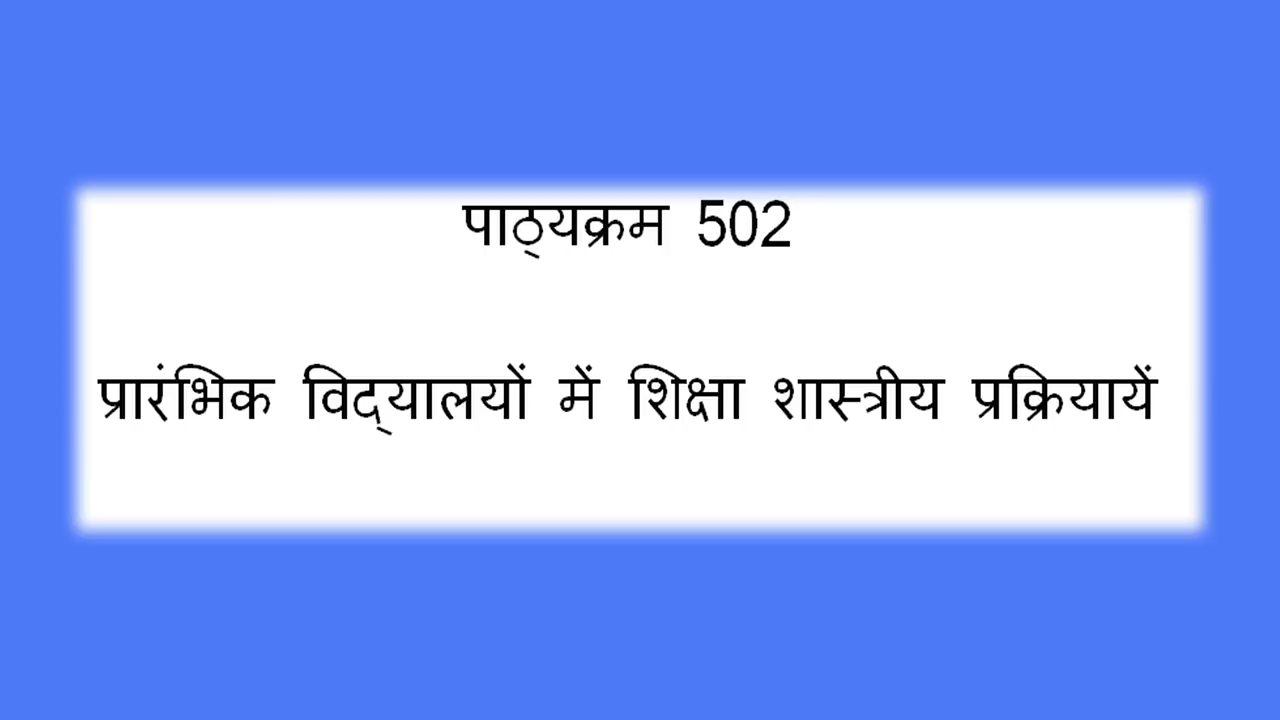 पाठ्यक्रम 502
प्रारंभिक विद्यालयों में शिक्षा शास्त्रीय प्रक्रियायें